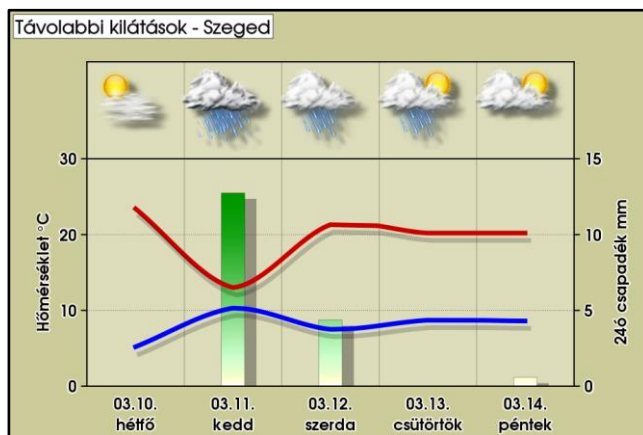 Távolabbi kilátások - Szeged
Hőmérséklet °C
30
20
10
0
15
10
5
0
24ó csapadék mm
03.10. 03.11. 03.12. 03.13. 03.14.
hétfő kedd szerda csütörtök péntek